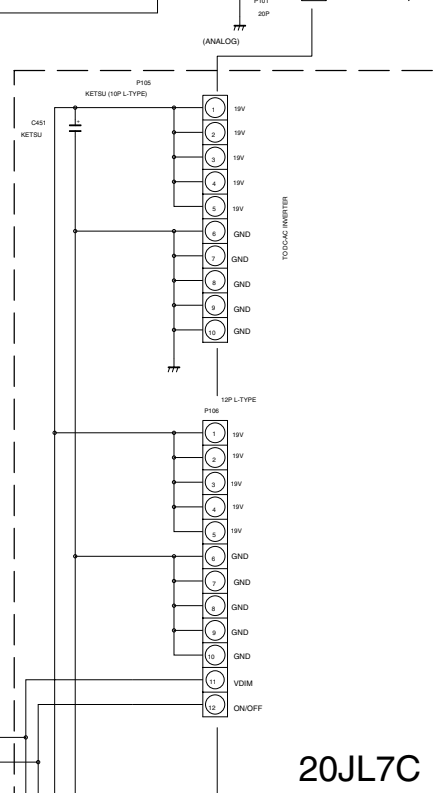 P101
20P
(ANALOG)
P105
KETSU (10P L-TYPE)
C451
+
KETSU
1 19V
2 19V
3 19V
4 19V
5 19V
6 GND
7 GND
8 GND
9 GND
10 GND
TO DC-AC INVERTER
12P L-TYPE
P106
1 19V
2 19V
3 19V
4 19V
5 19V
6 GND
7 GND
8 GND
9 GND
10 GND
11 VDIM
12 ON/OFF
20JL7C